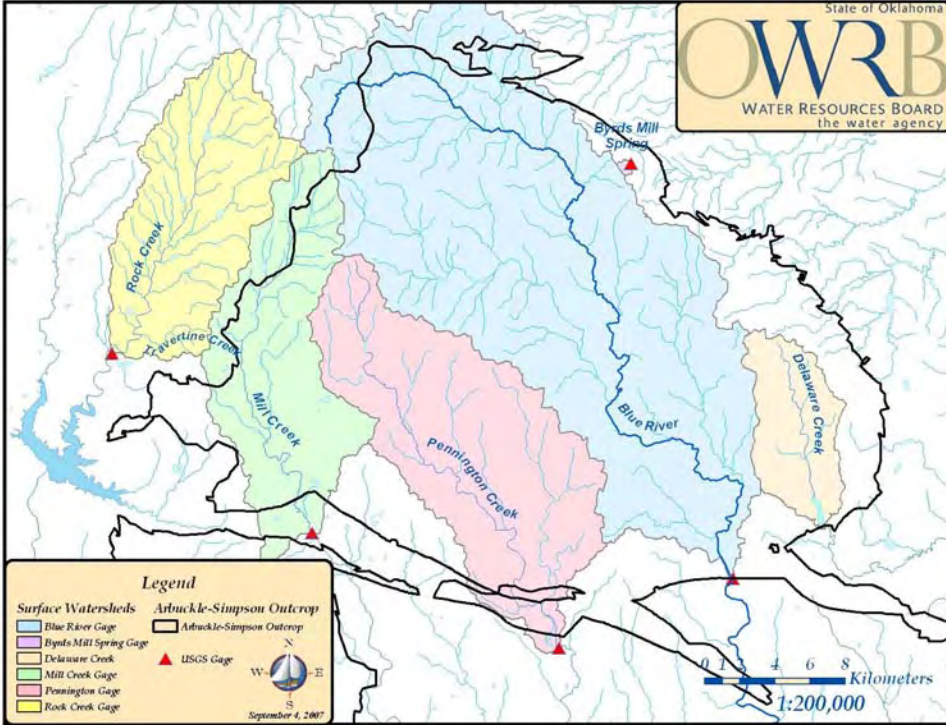 State of Oklahoma
OWRB
WATER RESOURCES BOARD
the water agency
Byrds Mill
Spring
Rock Creek
Travertine Creek
Mill Creek
Pennington Creek
Blue River
Delaware Creek
Legend
Surface Watersheds
Blue River Gage
Byrds Mill Spring Gage
Delaware Creek
Mill Creek Gage
Pennington Gage
Rock Creek Gage
Arbuckle-Simpson Outcrop
Arbuckle-Simpson Outcrop
USGS Gage
N
W
E
S
September 4, 2007
0 1 2 4 6 8
Kilometers
1:200,000